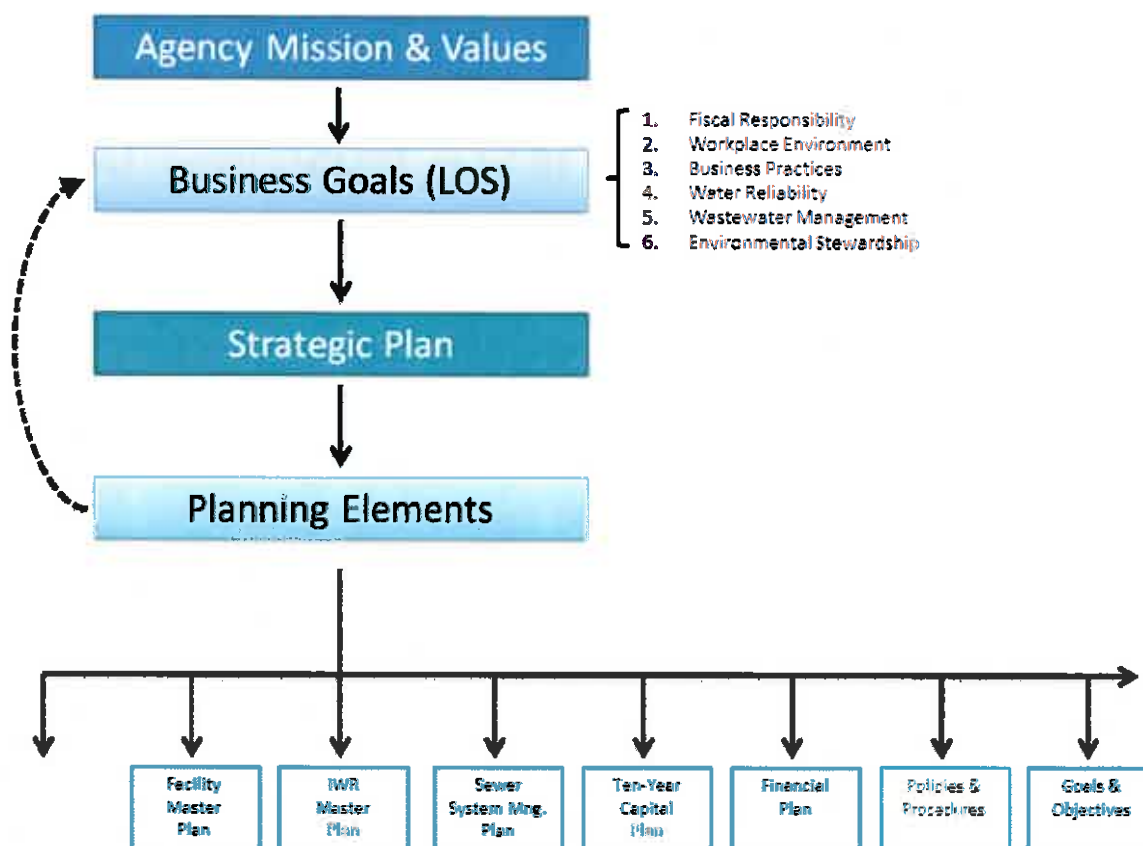 Agency Mission & Values
Business Goals (LOS)
1. Fiscal Responsibility
2. Workplace Environment
3. Business Practices
4. Water Reliability
5. Wastewater Management
6. Environmental Stewardship
Strategic Plan
Planning Elements
Facility
Master
Plan
IWR
Master
Plan
Sewer
System Mng.
Plan
Ten-Year
Capital
Plan
Financial
Plan
Policies &
Procedures
Goals &
Objectives